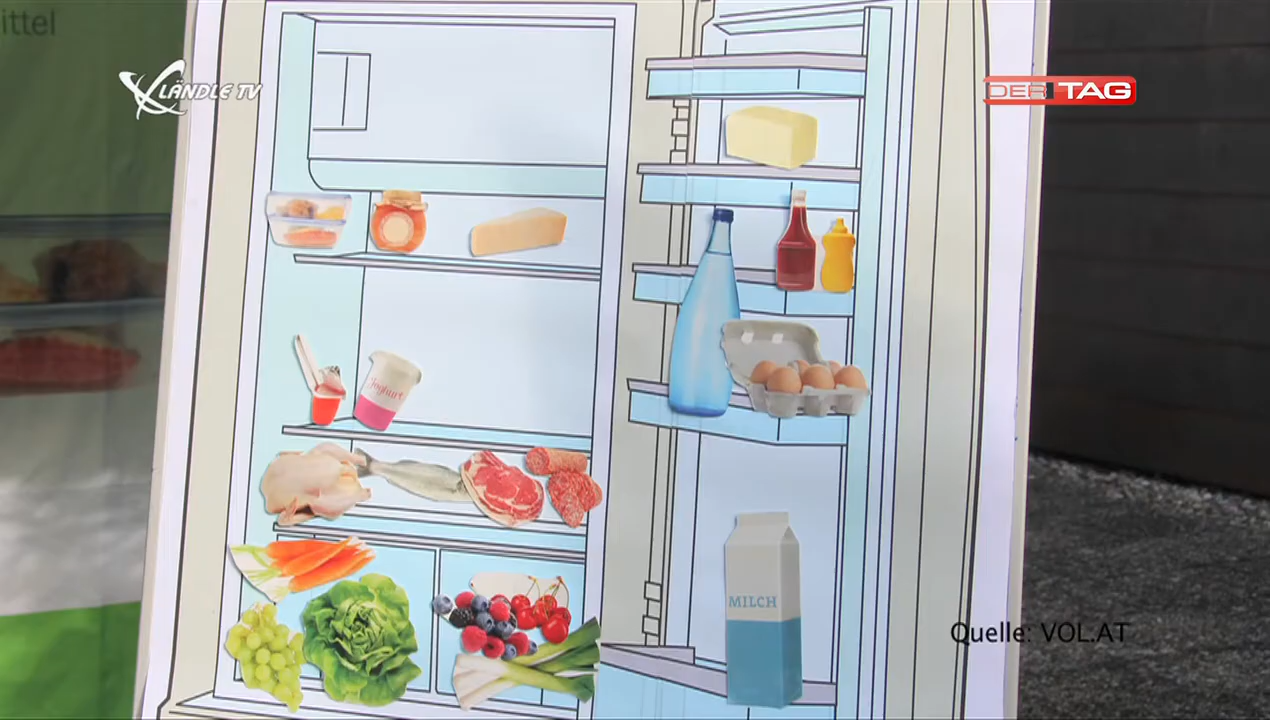 ittel
LÄNDLE TV
DER TAG
Joghurt
MILCH
Quelle: VOL.AT